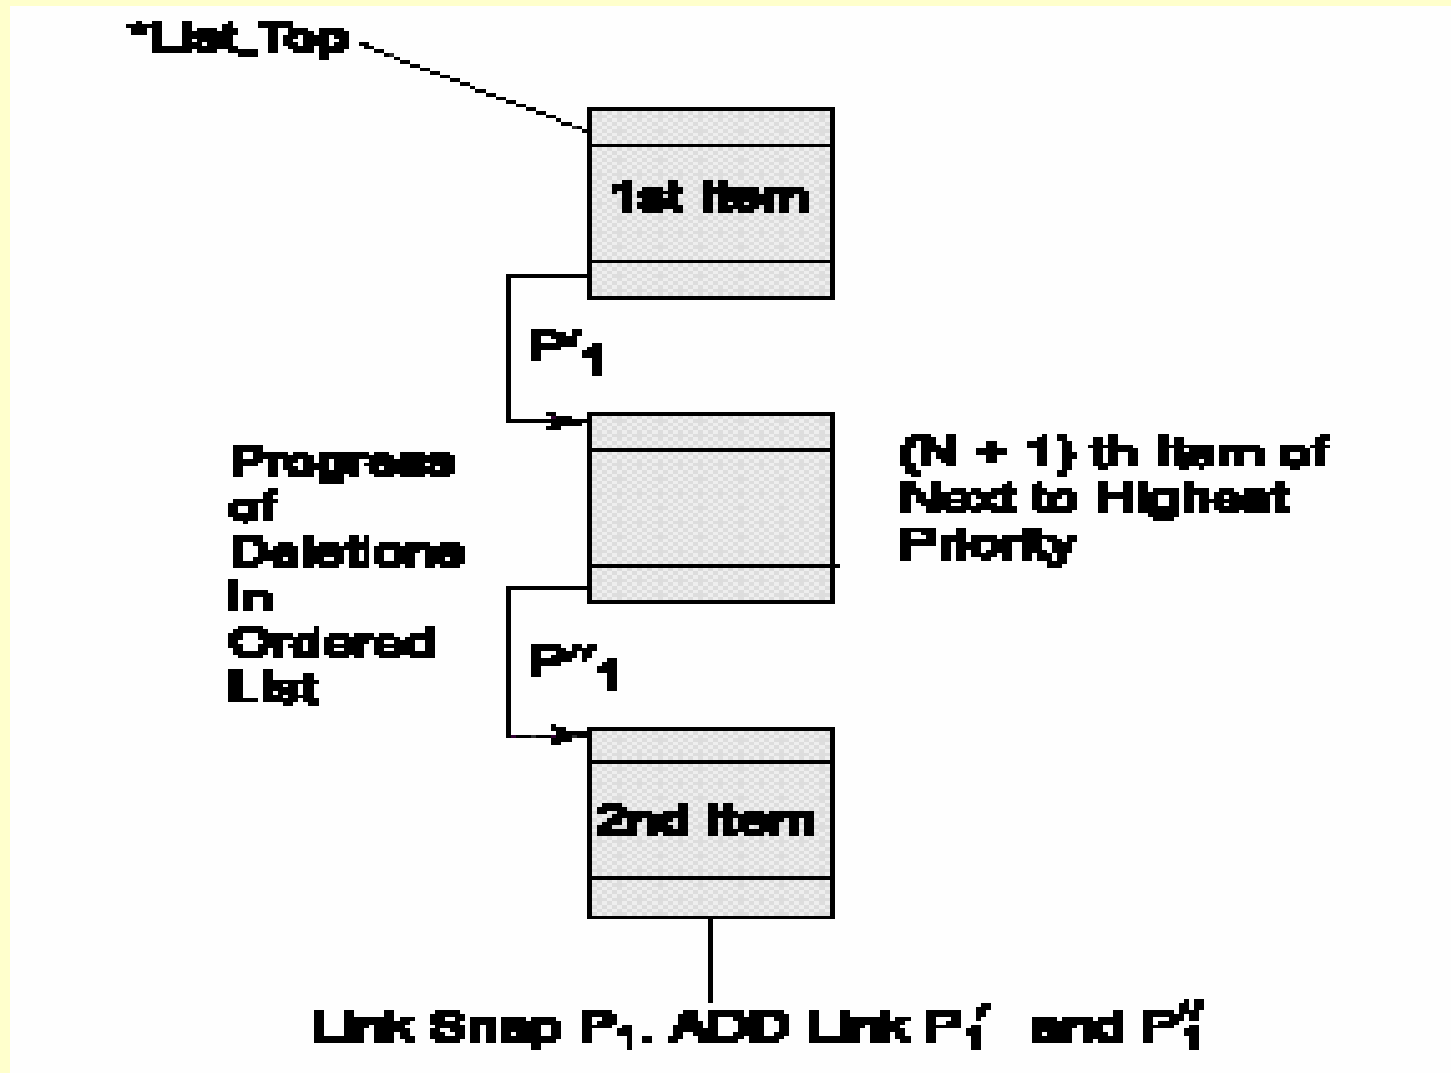 *List_Top
1st Item
P′1
Progress
of
Deletions
in
Ordered
List
(N + 1) th Item of
Next to Highest
Priority
P′′1
2nd Item
Link Snap P1. ADD Link P1′ and P1′′